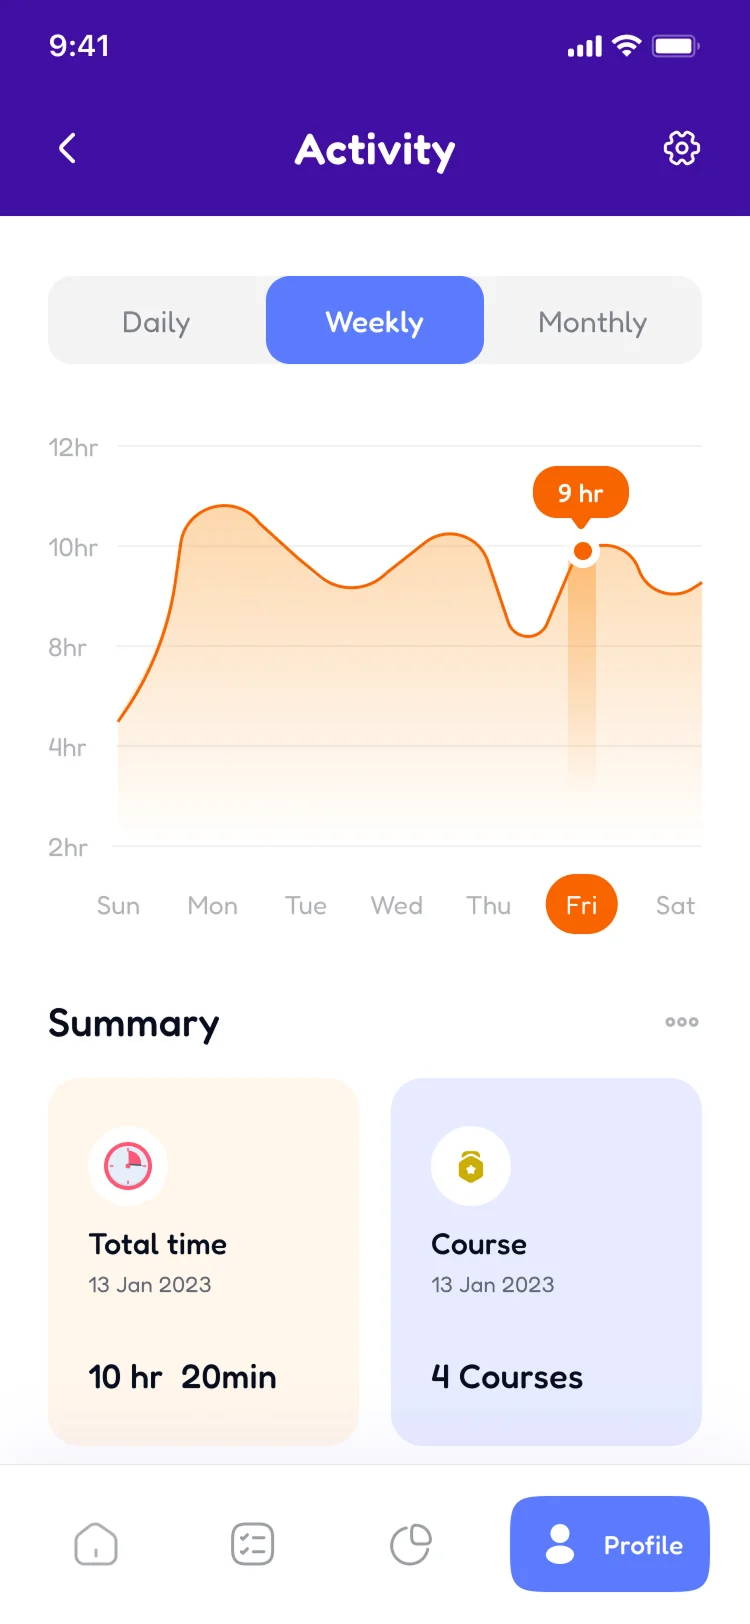 9:41
Activity
Daily Weekly Monthly
12hr
9 hr
10hr
8hr
4hr
2hr
Sun Mon Tue Wed Thu Fri Sat
Summary
Total time Course
13 Jan 2023 13 Jan 2023
10 hr 20min 4 Courses
Profile